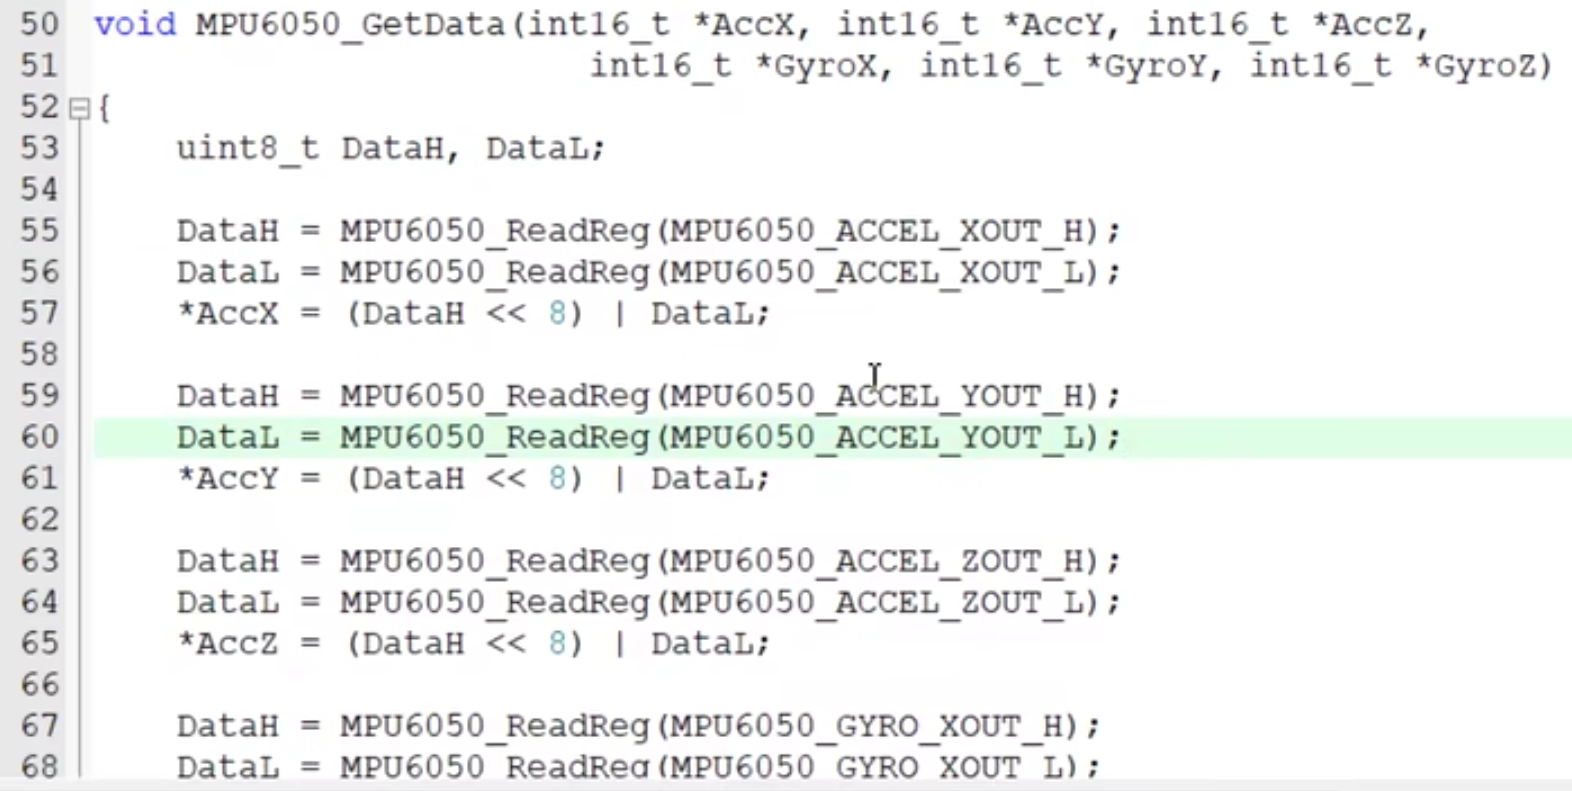 50 void MPU6050_GetData(int16_t *AccX, int16_t *AccY, int16_t *AccZ,
51 int16_t *GyroX, int16_t *GyroY, int16_t *GyroZ)
52 {
53 uint8_t DataH, DataL;
54
55 DataH = MPU6050_ReadReg(MPU6050_ACCEL_XOUT_H);
56 DataL = MPU6050_ReadReg(MPU6050_ACCEL_XOUT_L);
57 *AccX = (DataH << 8) | DataL;
58
59 DataH = MPU6050_ReadReg(MPU6050_ACCEL_YOUT_H);
60 DataL = MPU6050_ReadReg(MPU6050_ACCEL_YOUT_L);
61 *AccY = (DataH << 8) | DataL;
62
63 DataH = MPU6050_ReadReg(MPU6050_ACCEL_ZOUT_H);
64 DataL = MPU6050_ReadReg(MPU6050_ACCEL_ZOUT_L);
65 *AccZ = (DataH << 8) | DataL;
66
67 DataH = MPU6050_ReadReg(MPU6050_GYRO_XOUT_H);
68 DataL = MPU6050_ReadReg(MPU6050_GYRO_XOUT_L);